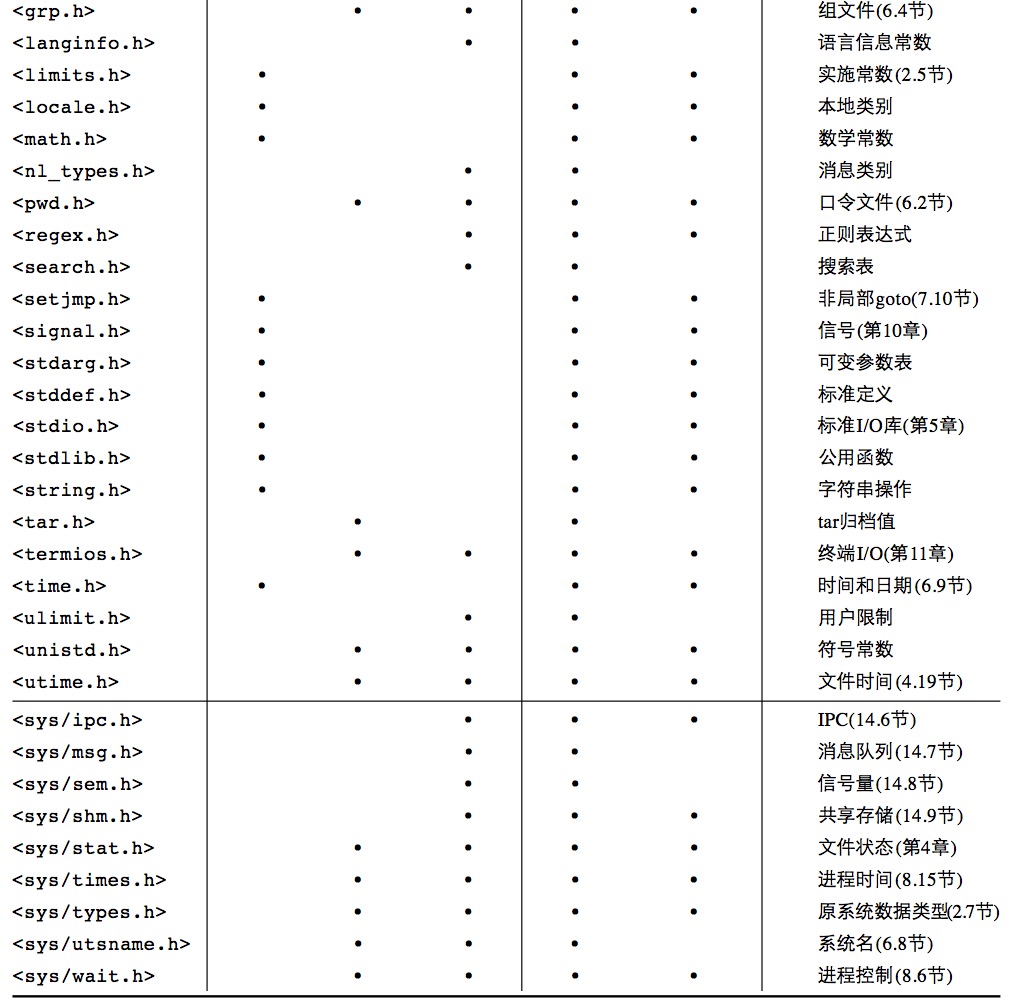 <grp.h> • • • • 组文件(6.4节)
<langinfo.h> • • 语言信息常数
<limits.h> • • • 实施常数(2.5节)
<locale.h> • • • 本地类别
<math.h> • • • 数学常数
<nl_types.h> • • 消息类别
<pwd.h> • • • • 口令文件(6.2节)
<regex.h> • • • 正则表达式
<search.h> • • 搜索表
<setjmp.h> • • • 非局部goto(7.10节)
<signal.h> • • • 信号(第10章)
<stdarg.h> • • • 可变参数表
<stddef.h> • • • 标准定义
<stdio.h> • • • 标准I/O库(第5章)
<stdlib.h> • • • 公用函数
<string.h> • • • 字符串操作
<tar.h> • • tar归档值
<termios.h> • • • • 终端I/O(第11章)
<time.h> • • • 时间和日期(6.9节)
<ulimit.h> • • 用户限制
<unistd.h> • • • • 符号常数
<utime.h> • • • • 文件时间(4.19节)
<sys/ipc.h> • • • IPC(14.6节)
<sys/msg.h> • • 消息队列(14.7节)
<sys/sem.h> • • 信号量(14.8节)
<sys/shm.h> • • • 共享存储(14.9节)
<sys/stat.h> • • • • 文件状态(第4章)
<sys/times.h> • • • • 进程时间(8.15节)
<sys/types.h> • • • • 原系统数据类型(2.7节)
<sys/utsname.h> • • • 系统名(6.8节)
<sys/wait.h> • • • • 进程控制(8.6节)